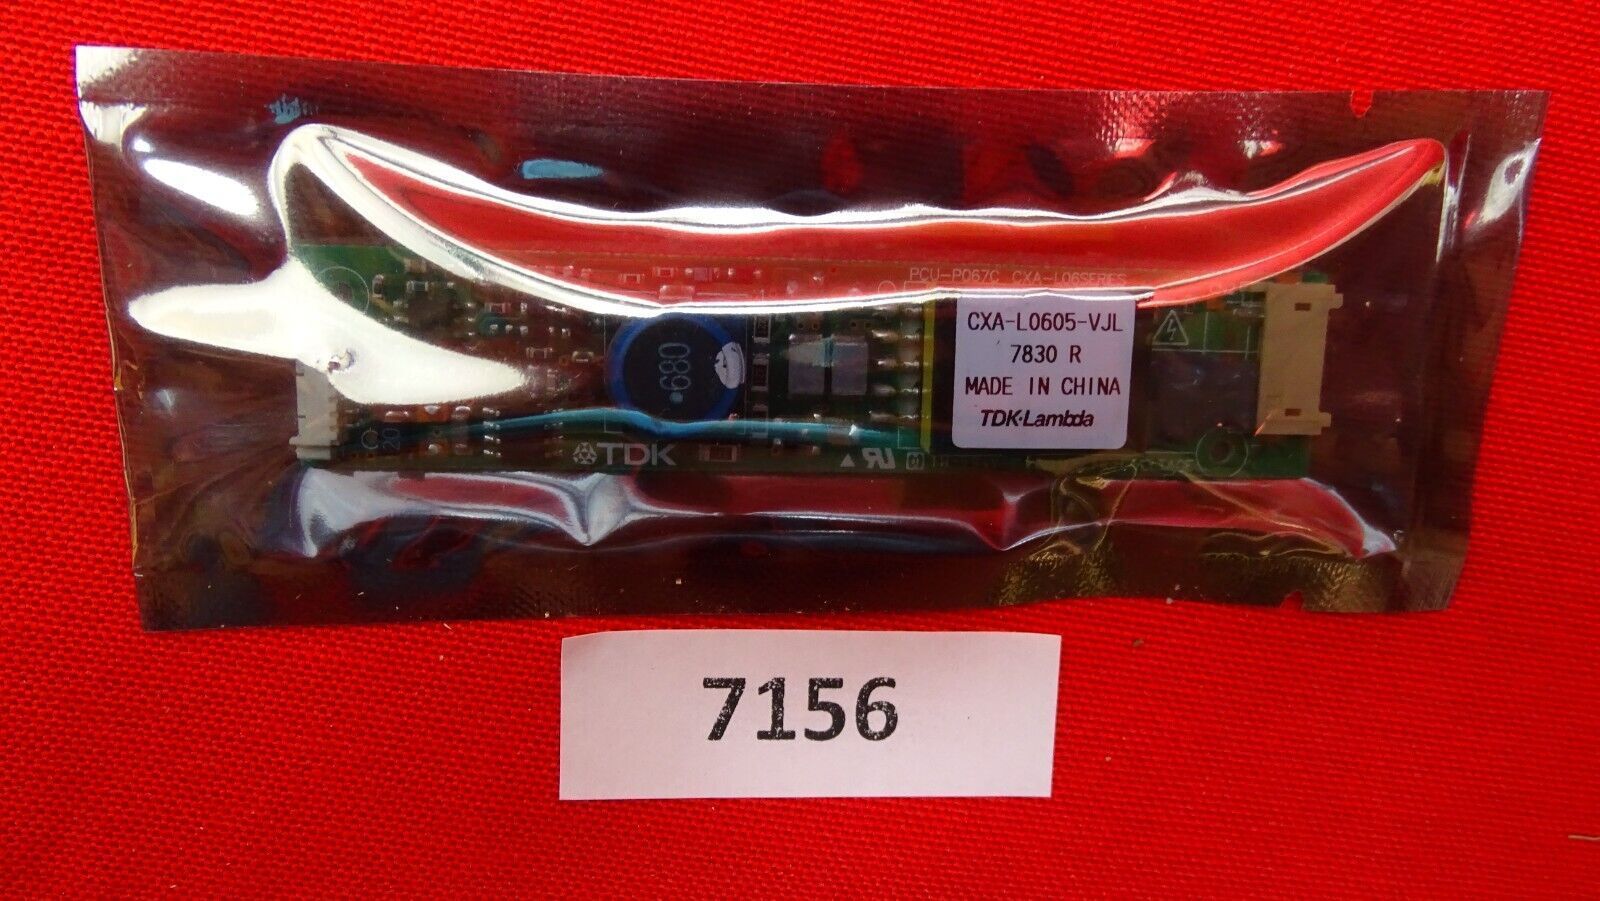 PCU-P067C CXA-L06SERIES
CXA-L0605-VJL
7830 R
MADE IN CHINA
TDK·Lambda
680
TDK
7156